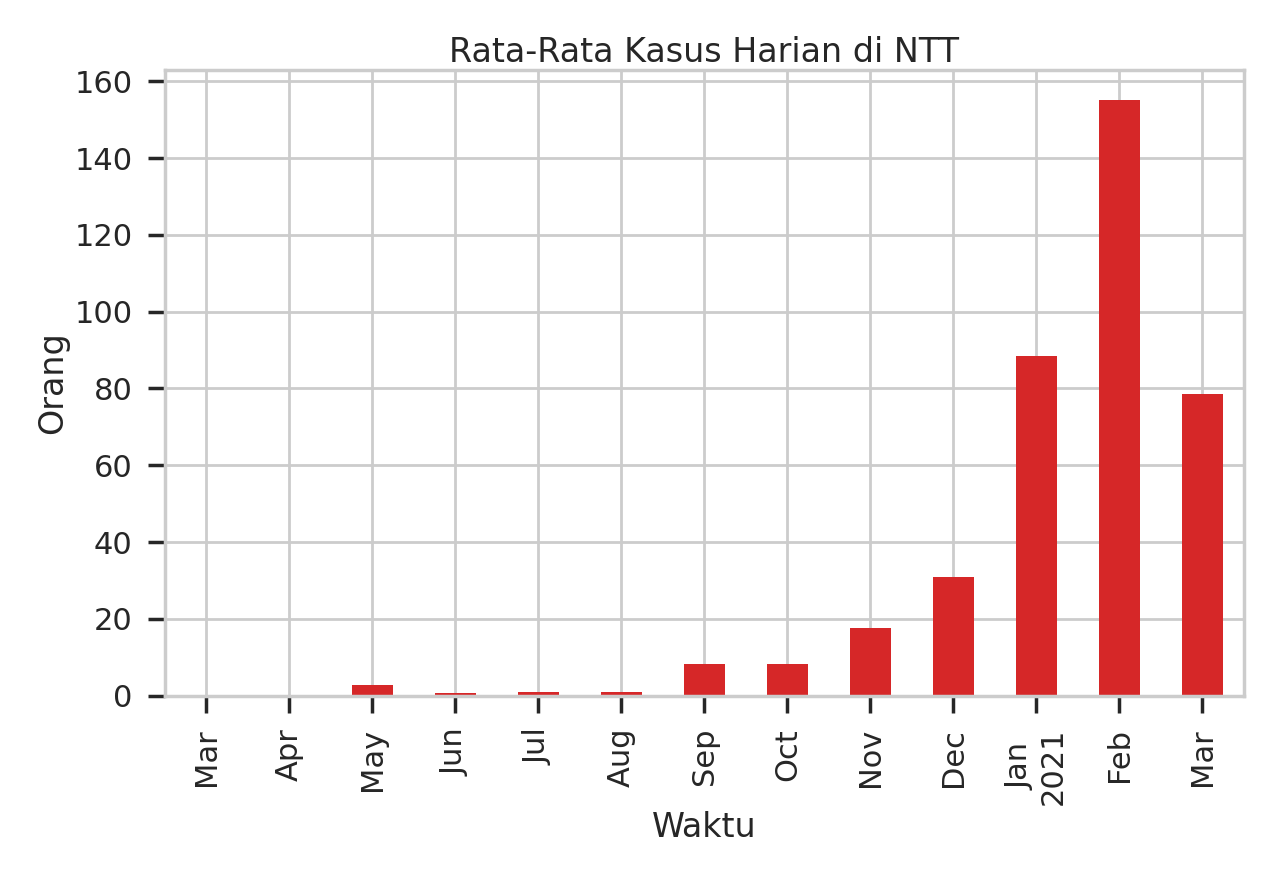 Rata-Rata Kasus Harian di NTT
160
140
120
100
80
60
40
20
0
Orang
Mar
Apr
May
Jun
Jul
Aug
Sep
Oct
Nov
Dec
Jan
2021
Feb
Mar
Waktu